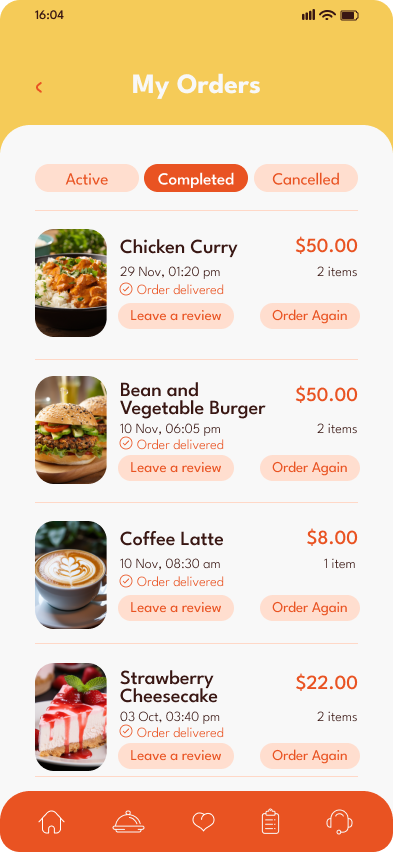 16:04
My Orders
Active
Completed
Cancelled
Chicken Curry
$50.00
29 Nov, 01:20 pm
2 items
Order delivered
Leave a review
Order Again
Bean and
Vegetable Burger
$50.00
10 Nov, 06:05 pm
2 items
Order delivered
Leave a review
Order Again
Coffee Latte
$8.00
10 Nov, 08:30 am
1 item
Order delivered
Leave a review
Order Again
Strawberry
Cheesecake
$22.00
03 Oct, 03:40 pm
2 items
Order delivered
Leave a review
Order Again